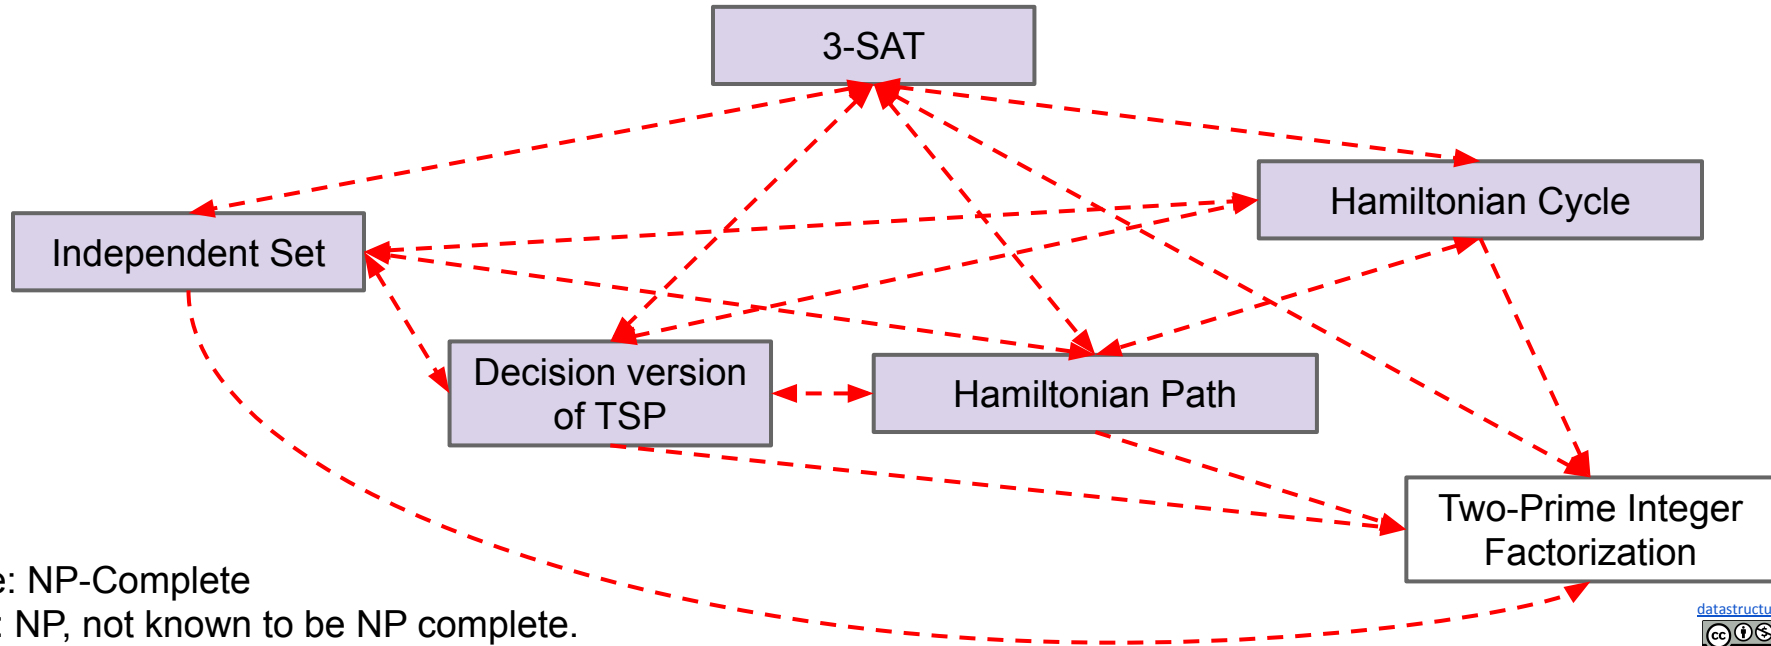 3-SAT
Hamiltonian Cycle
Independent Set
Decision version
of TSP
Hamiltonian Path
Two-Prime Integer
Factorization
e: NP-Complete
: NP, not known to be NP complete.
datastructu
cc